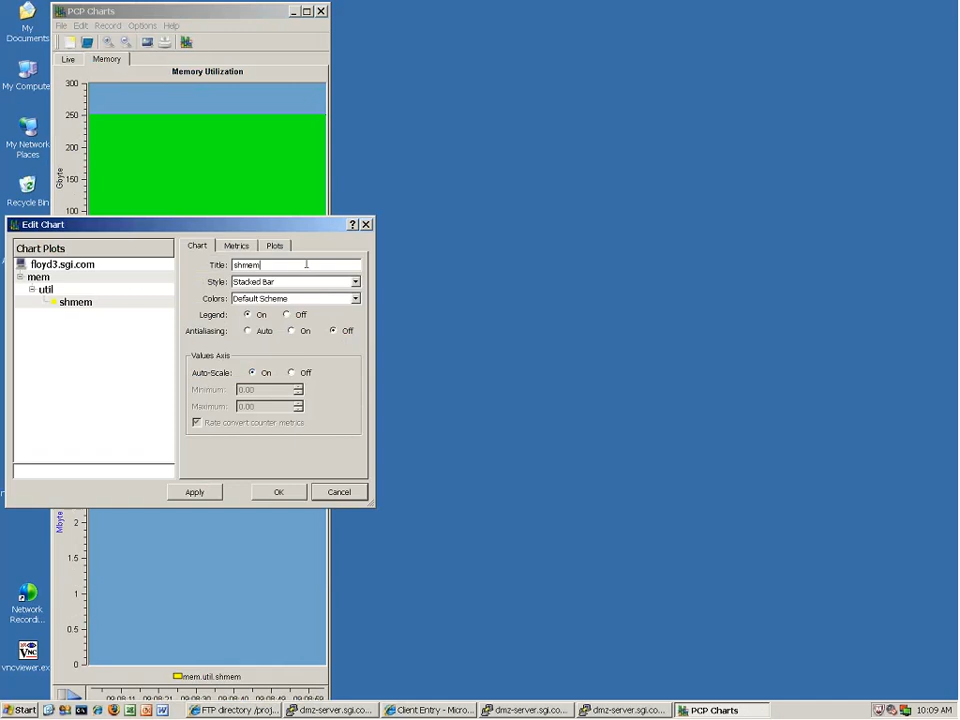 My
Documents
My Compute
My Network
Places
Recycle Bin
Network
Recordi...
vncviewer.ex
PCP Charts
File Edit Record Options Help
Live Memory
Memory Utilization
300
250
200
150
100
Gbyte
Edit Chart
Chart Plots
floyd3.sgi.com
mem
util
shmem
Chart Metrics Plots
Title: shmem
Style: Stacked Bar
Colors: Default Scheme
Legend: On Off
Antialiasing: Auto On Off
Values Axis
Auto-Scale: On Off
Minimum: 0.00
Maximum: 0.00
Rate convert counter metrics
Apply OK Cancel
Mbyte
2
1.5
1
0.5
0
mem.util.shmem
Start
FTP directory /proj...
dmz-server.sgi.co...
Client Entry - Micro...
dmz-server.sgi.co...
dmz-server.sgi.co...
PCP Charts
10:09 AM